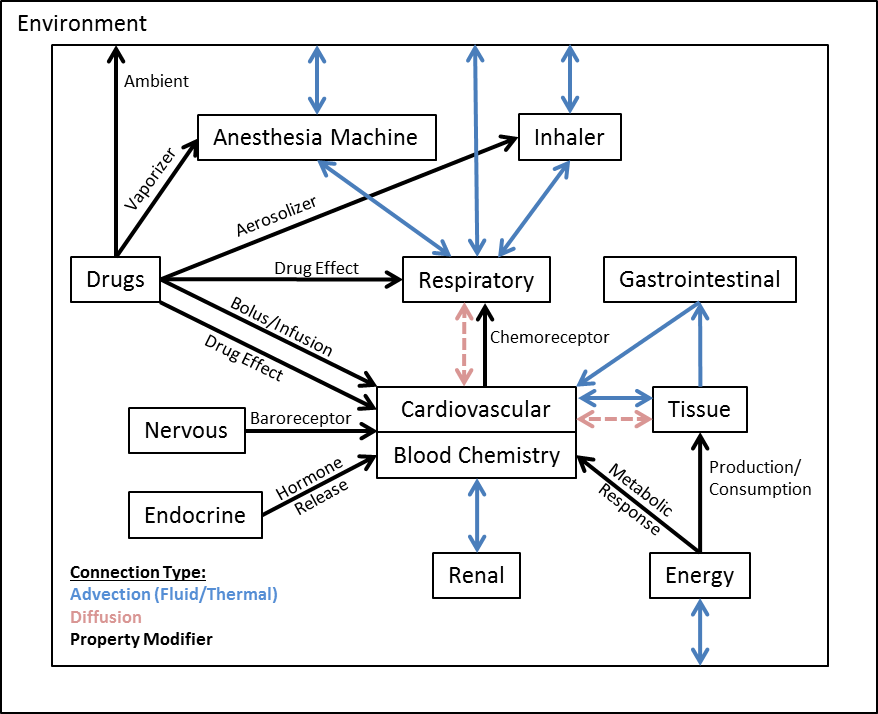 Environment
Ambient
Anesthesia Machine
Inhaler
Vaporizer
Aerosolizer
Drugs
Drug Effect
Respiratory
Gastrointestinal
Bolus/Infusion
Drug Effect
Chemoreceptor
Cardiovascular
Tissue
Nervous
Baroreceptor
Blood Chemistry
Hormone
Release
Metabolic
Response
Production/
Consumption
Endocrine
Renal
Energy
Connection Type:
Advection (Fluid/Thermal)
Diffusion
Property Modifier